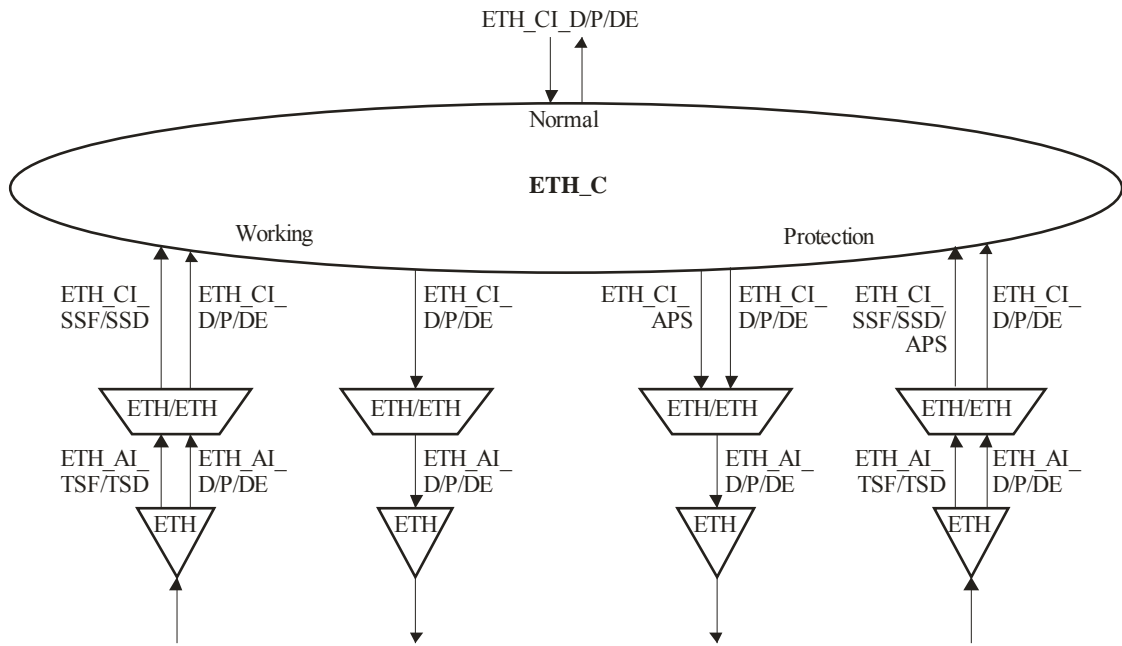 ETH_CI_D/P/DE
Normal
ETH_C
Working
Protection
ETH_CI_
SSF/SSD
ETH_CI_
D/P/DE
ETH_CI_
D/P/DE
ETH_CI_
APS
ETH_CI_
D/P/DE
ETH_CI_
SSF/SSD/
APS
ETH_CI_
D/P/DE
ETH/ETH
ETH/ETH
ETH/ETH
ETH/ETH
ETH_AI_
TSF/TSD
ETH_AI_
D/P/DE
ETH_AI_
D/P/DE
ETH_AI_
D/P/DE
ETH_AI_
TSF/TSD
ETH_AI_
D/P/DE
ETH
ETH
ETH
ETH